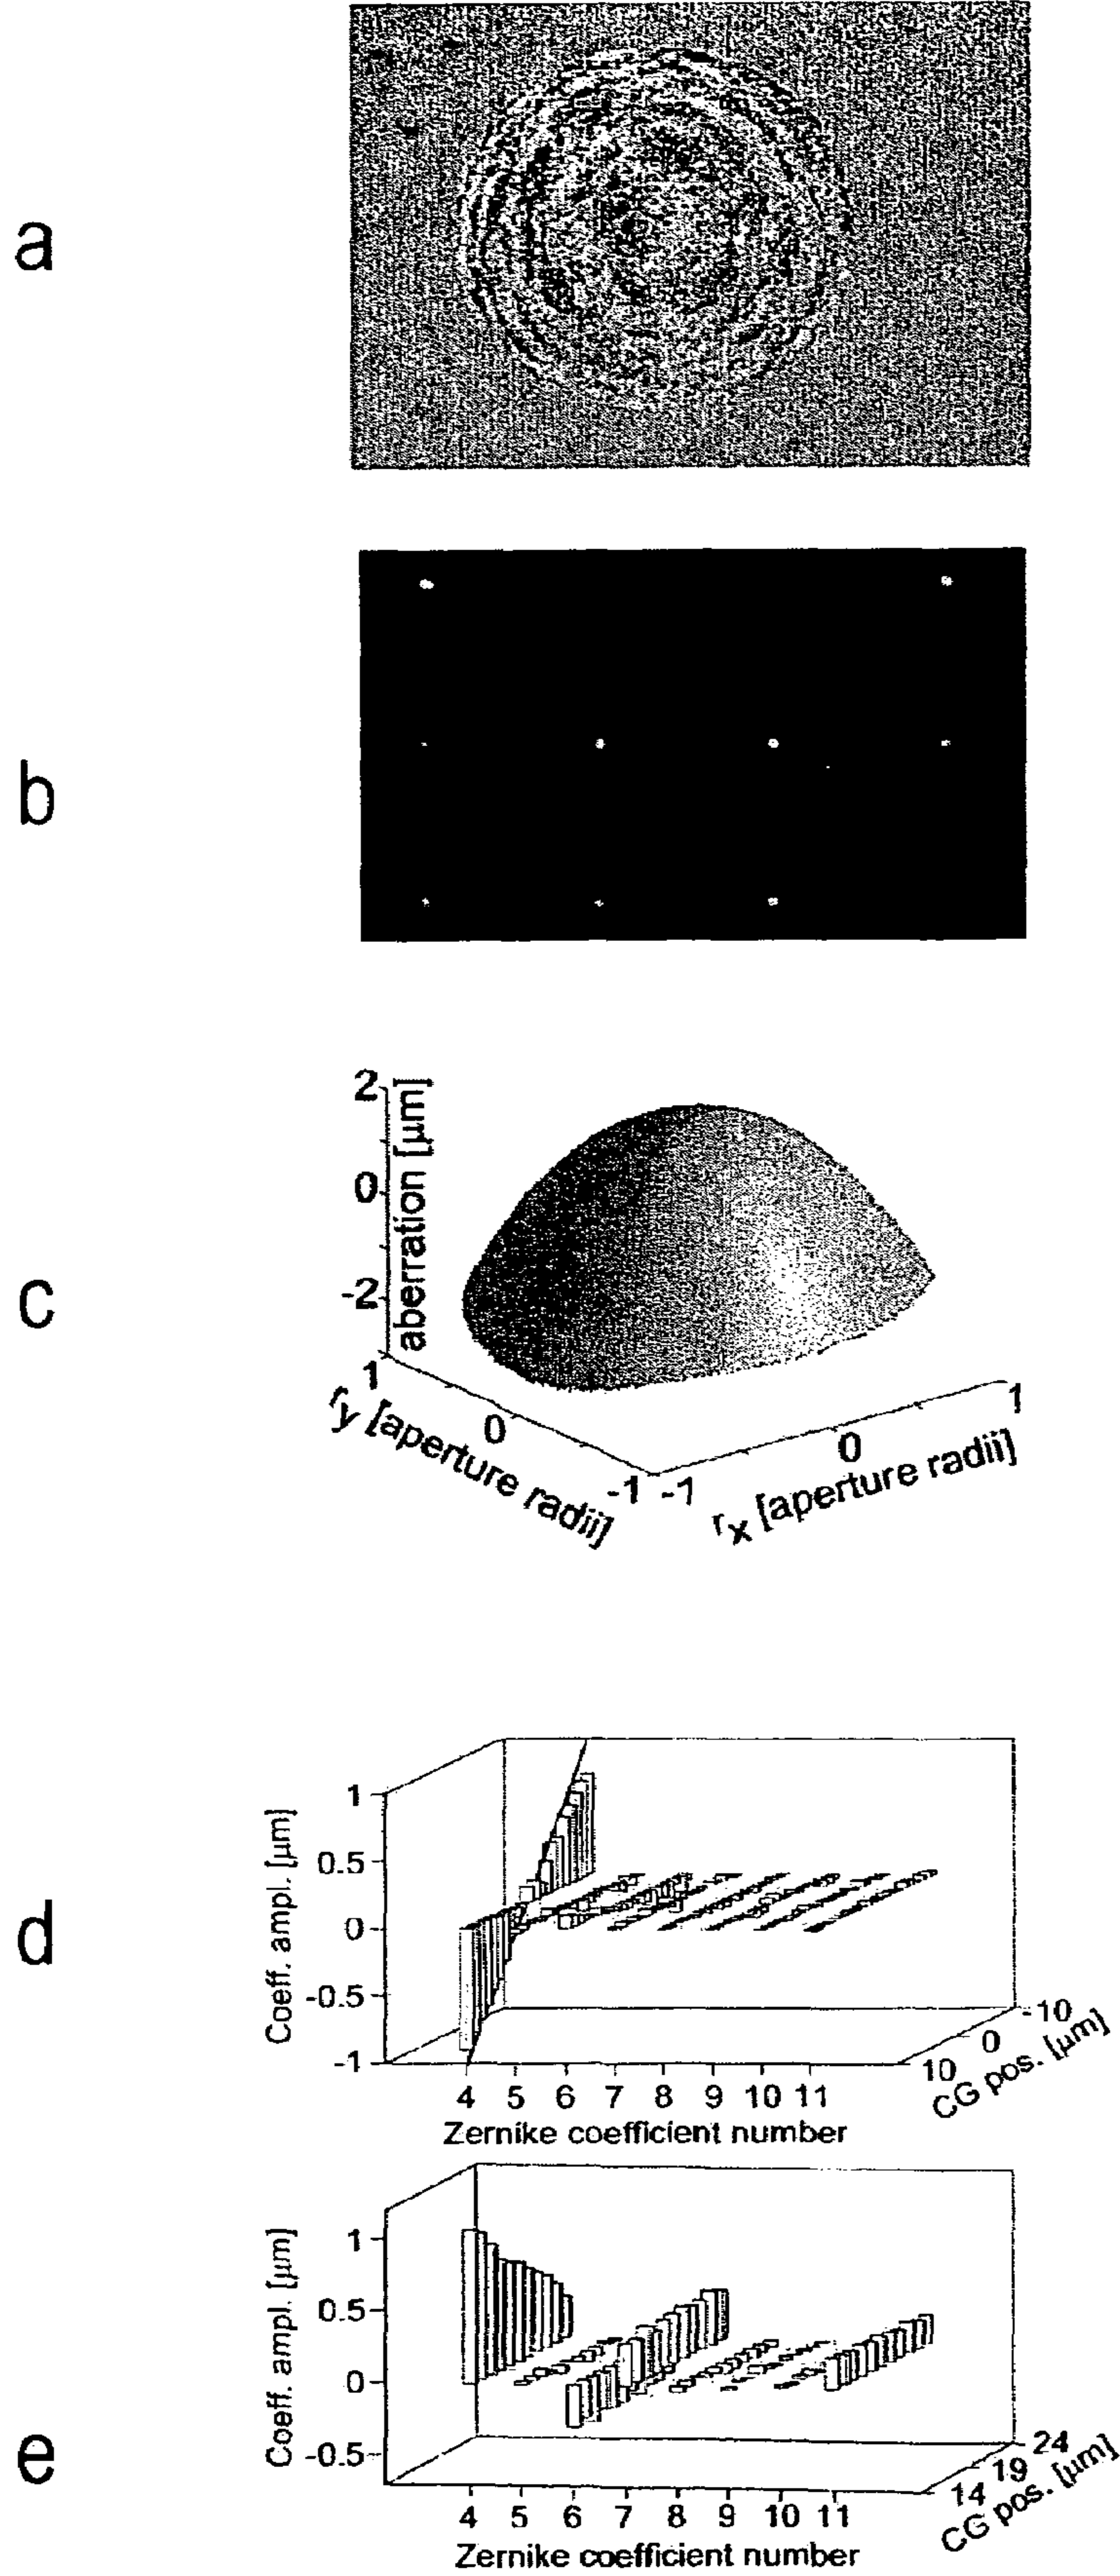 a
b
c
2
0
-2
aberration [μm]
1
0
-1
r_y [aperture radii]
-1
0
1
r_x [aperture radii]
d
1
0.5
0
-0.5
-1
Coeff. ampl. [μm]
4 5 6 7 8 9 10 11
Zernike coefficient number
-10
0
10
CG pos. [μm]
e
1
0.5
0
-0.5
Coeff. ampl. [μm]
4 5 6 7 8 9 10 11
Zernike coefficient number
24
19
14
CG pos. [μm]